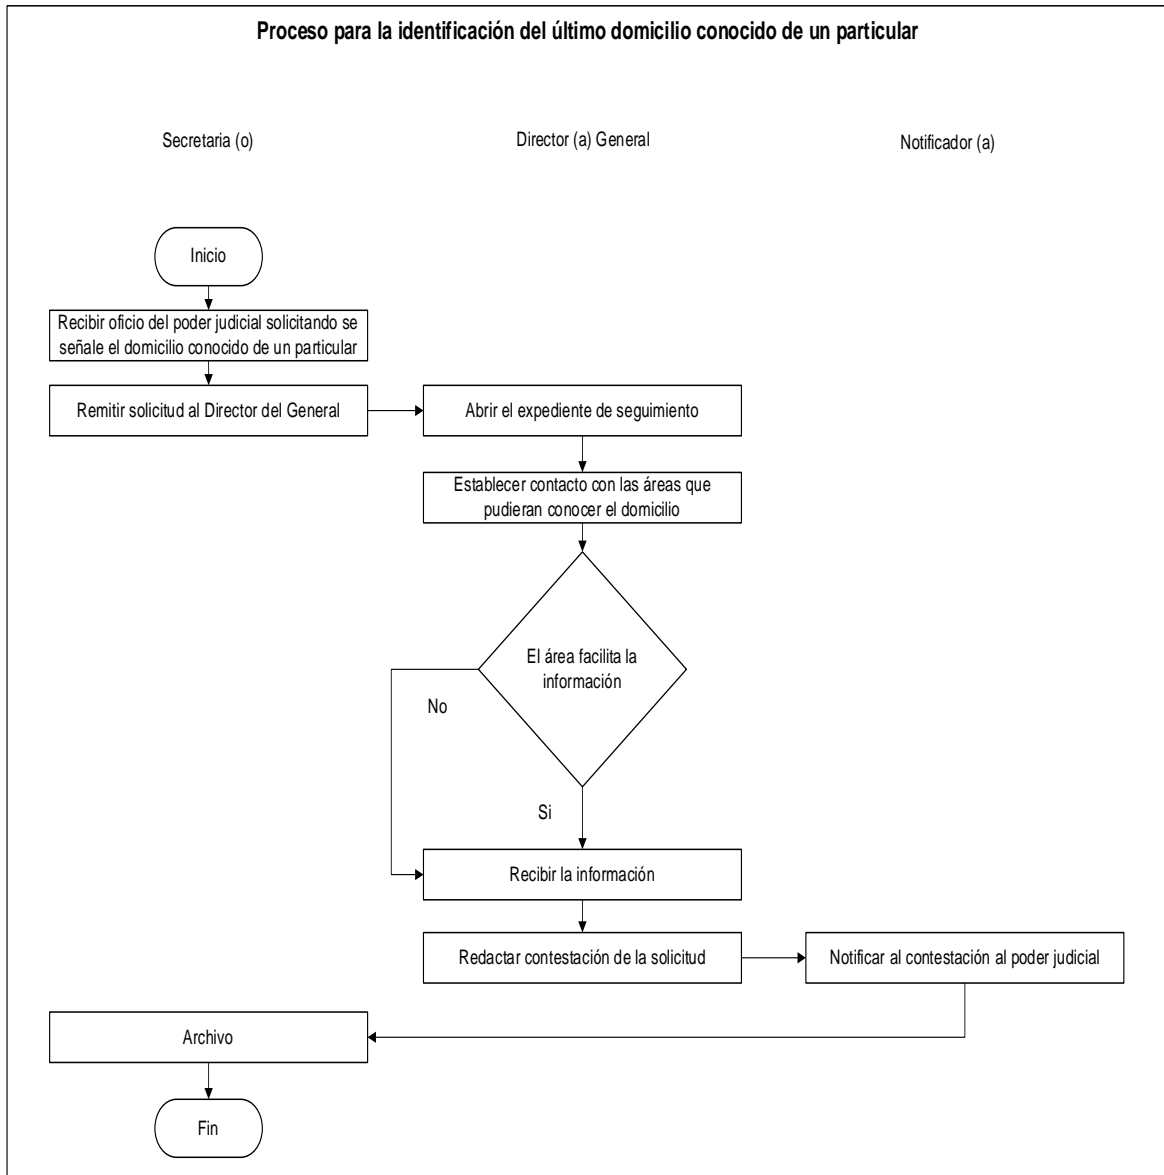 Proceso para la identificación del último domicilio conocido de un particular
Secretaria (o)
Director (a) General
Notificador (a)
Inicio
Recibir oficio del poder judicial solicitando se
señale el domicilio conocido de un particular
Remitir solicitud al Director del General
Abrir el expediente de seguimiento
Establecer contacto con las áreas que
pudieran conocer el domicilio
El área facilita la
información
No
Si
Recibir la información
Redactar contestación de la solicitud
Notificar al contestación al poder judicial
Archivo
Fin